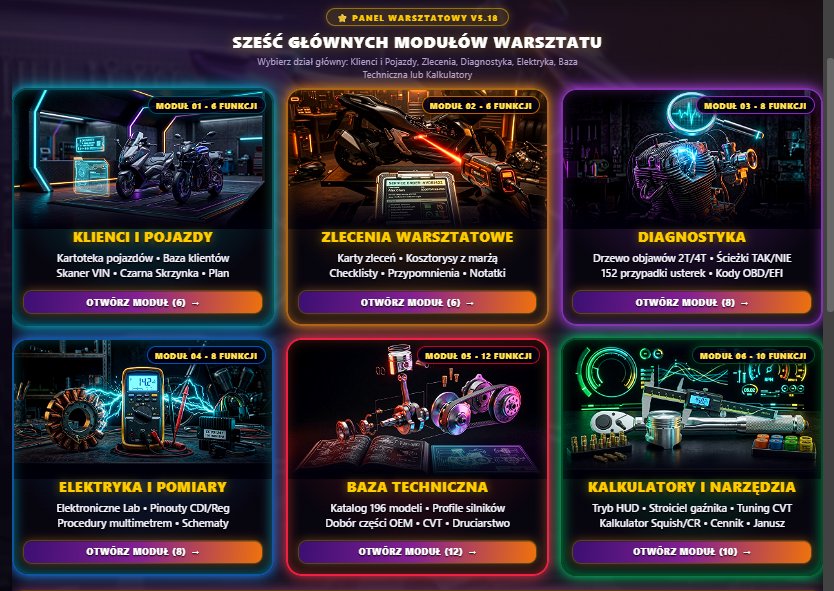 PANEL WARSZTATOWY V5.18
SZEŚĆ GŁÓWNYCH MODUŁÓW WARSZTATU
Wybierz dział główny: Klienci i Pojazdy, Zlecenia, Diagnostyka, Elektryka, Baza
Techniczna lub Kalkulatory
MODUŁ 01 - 6 FUNKCJI
KLIENCI I POJAZDY
Kartoteka pojazdów • Baza klientów
Skaner VIN • Czarna Skrzynka • Plan
OTWÓRZ MODUŁ (6) →
MODUŁ 02 - 6 FUNKCJI
ZLECENIA WARSZTATOWE
Karty zleceń • Kosztorysy z marżą
Checklisty • Przypomnienia • Notatki
OTWÓRZ MODUŁ (6) →
MODUŁ 03 - 8 FUNKCJI
DIAGNOSTYKA
Drzewo objawów 2T/4T • Ścieżki TAK/NIE
152 przypadki usterek • Kody OBD/EFI
OTWÓRZ MODUŁ (8) →
MODUŁ 04 - 8 FUNKCJI
ELEKTRYKA I POMIARY
Elektroniczne Lab • Pinouty CDI/Reg
Procedury multimetrem • Schematy
OTWÓRZ MODUŁ (8) →
MODUŁ 05 - 12 FUNKCJI
BAZA TECHNICZNA
Katalog 196 modeli • Profile silników
Dobór części OEM • CVT • Druciarstwo
OTWÓRZ MODUŁ (12) →
MODUŁ 06 - 10 FUNKCJI
KALKULATORY I NARZĘDZIA
Tryb HUD • Stroiciel gaźnika • Tuning CVT
Kalkulator Squish/CR • Cennik • Janusz
OTWÓRZ MODUŁ (10) →